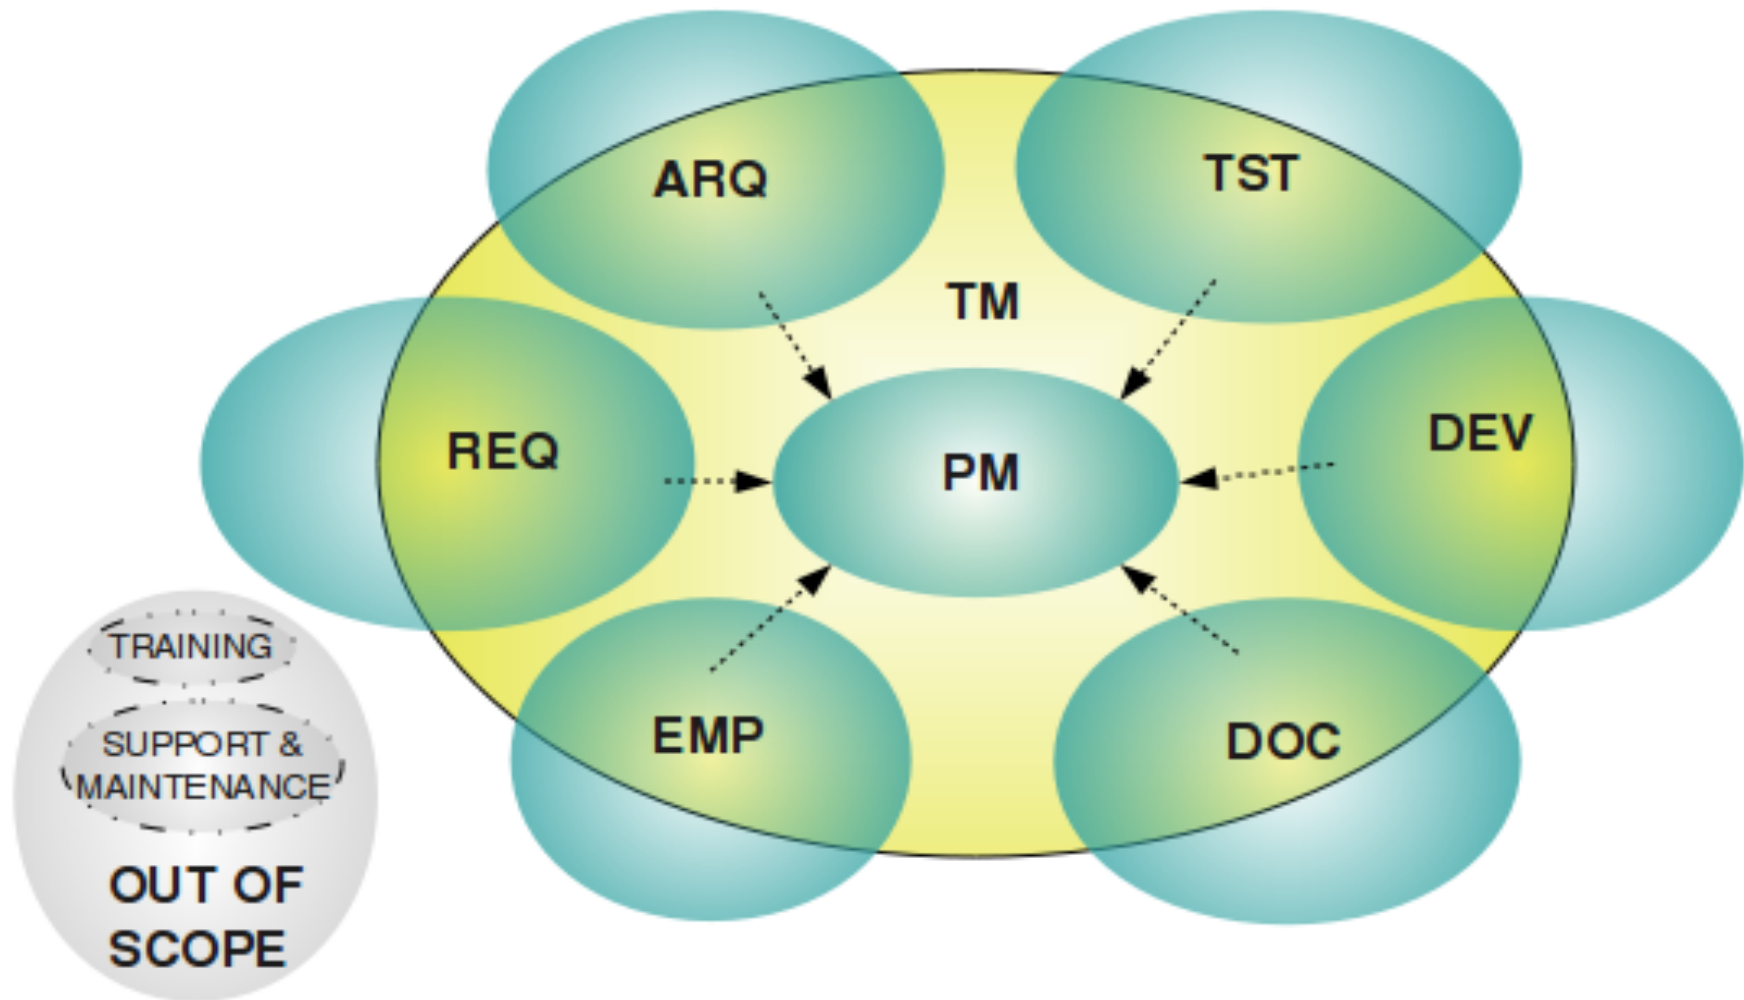 ARQ
TST
TM
REQ
PM
DEV
EMP
DOC
TRAINING
SUPPORT &
MAINTENANCE
OUT OF
SCOPE